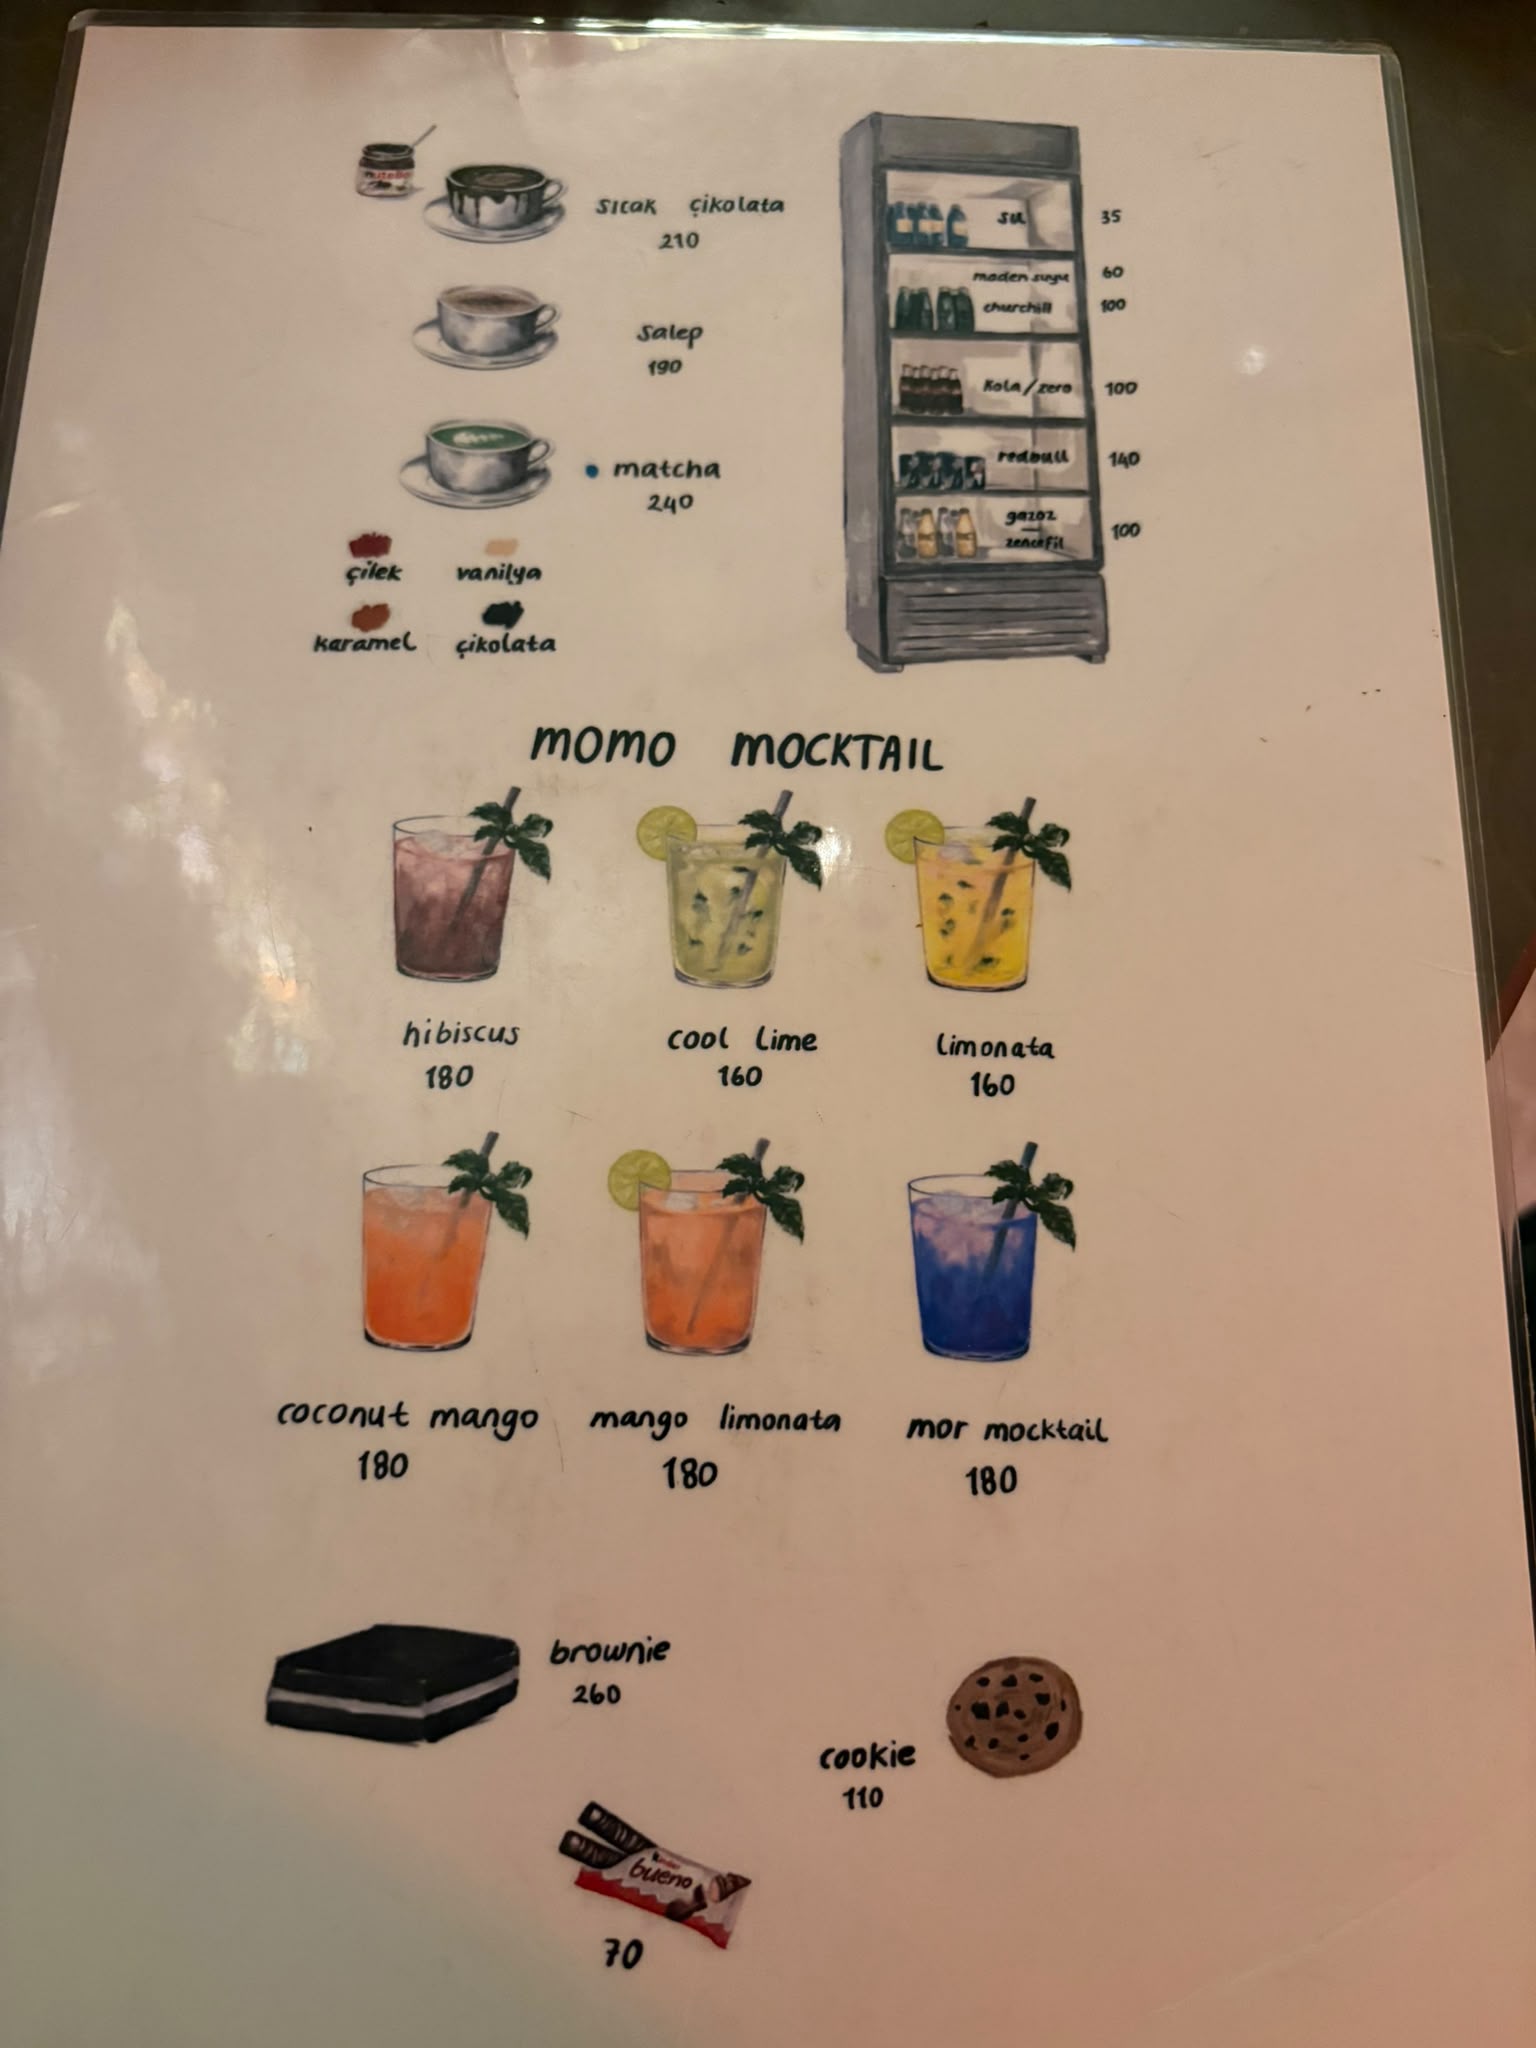 nutella
sıcak çikolata
210
salep
190
matcha
240
çilek
vanilya
karamel
çikolata
su 35
maden suyu 60
churchill 100
kola/zero 100
redbull 140
gazoz
zencefil
100
MOMO MOCKTAIL
hibiscus
180
cool lime
160
limonata
160
coconut mango
180
mango limonata
180
mor mocktail
180
brownie
260
cookie
110
kinder
bueno
70